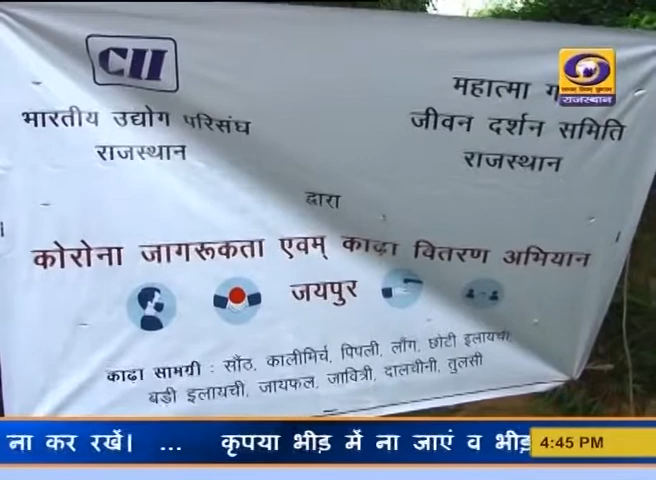 CII
भारतीय उद्योग परिसंघ
राजस्थान
महात्मा
जीवन दर्शन समिति
राजस्थान
द्वारा
कोरोना जागरूकता एवम् काढ़ा वितरण अभियान
जयपुर
काढ़ा सामग्री : सौंठ, कालीमिर्च, पिपली, लौंग, छोटी इलायची
बड़ी इलायची, जायफल, जावित्री, दालचीनी, तुलसी
राजस्थान
ना कर रखें। ... कृपया भीड़ में ना जाएं व भीड़
4:45 PM